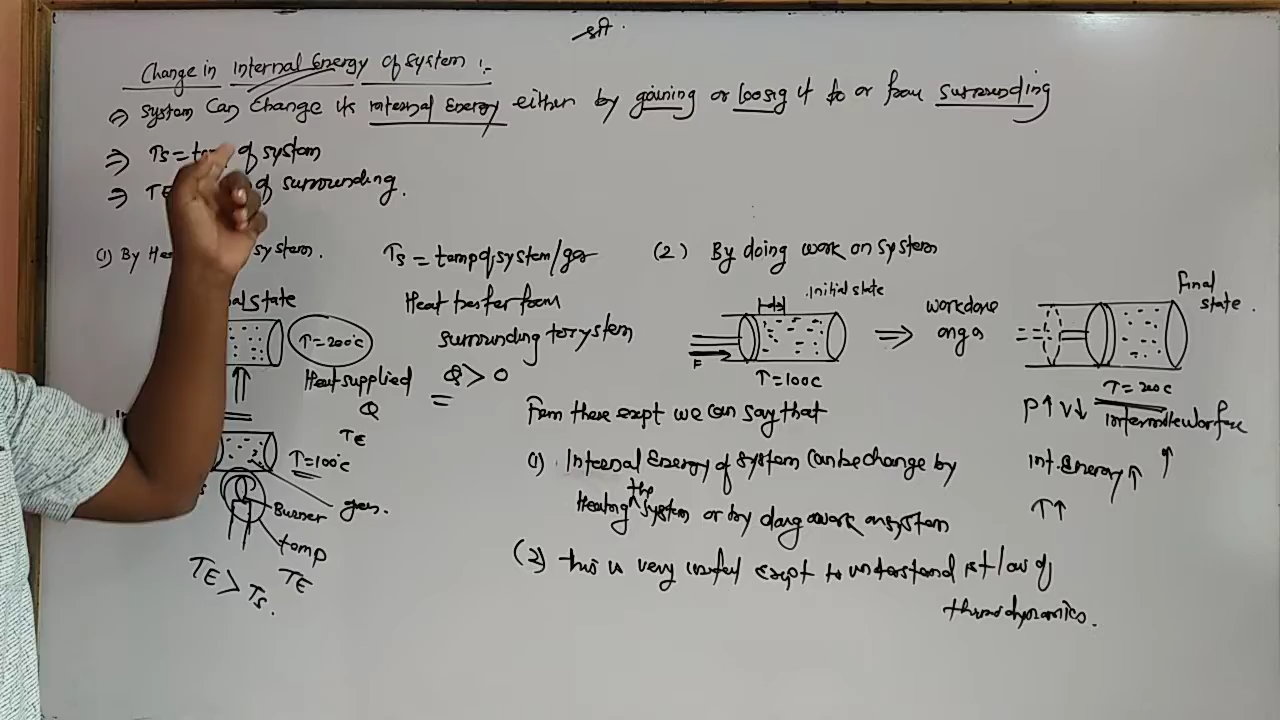 श्री.
Change in Internal Energy of system :-
⇒ System Can Change its internal Energy either by gaining or loosig it to or from surrounding
⇒ Ts = of system
⇒ TE of surrounding.
(1) By system.
Ts = temp of system/gas
(2) By doing work on system
State
Heat trasfer from
surrounding to system
T = 200°c
Heat supplied
Q
Q > 0
TE
T = 100°c
gas.
Burner
temp
TE
TE > Ts.
Initial state
F
T = 100c
⇒
workdone
on gas
Final
state.
T = 200c
P↑ V↓
Int. Energy ↑
↑
↑↑
From these expt we can say that
(1) Internal Energy of system can be change by
Heating the system or by doing work on system
(2) this is very useful expt to understand 1st law of
thermodynamics.